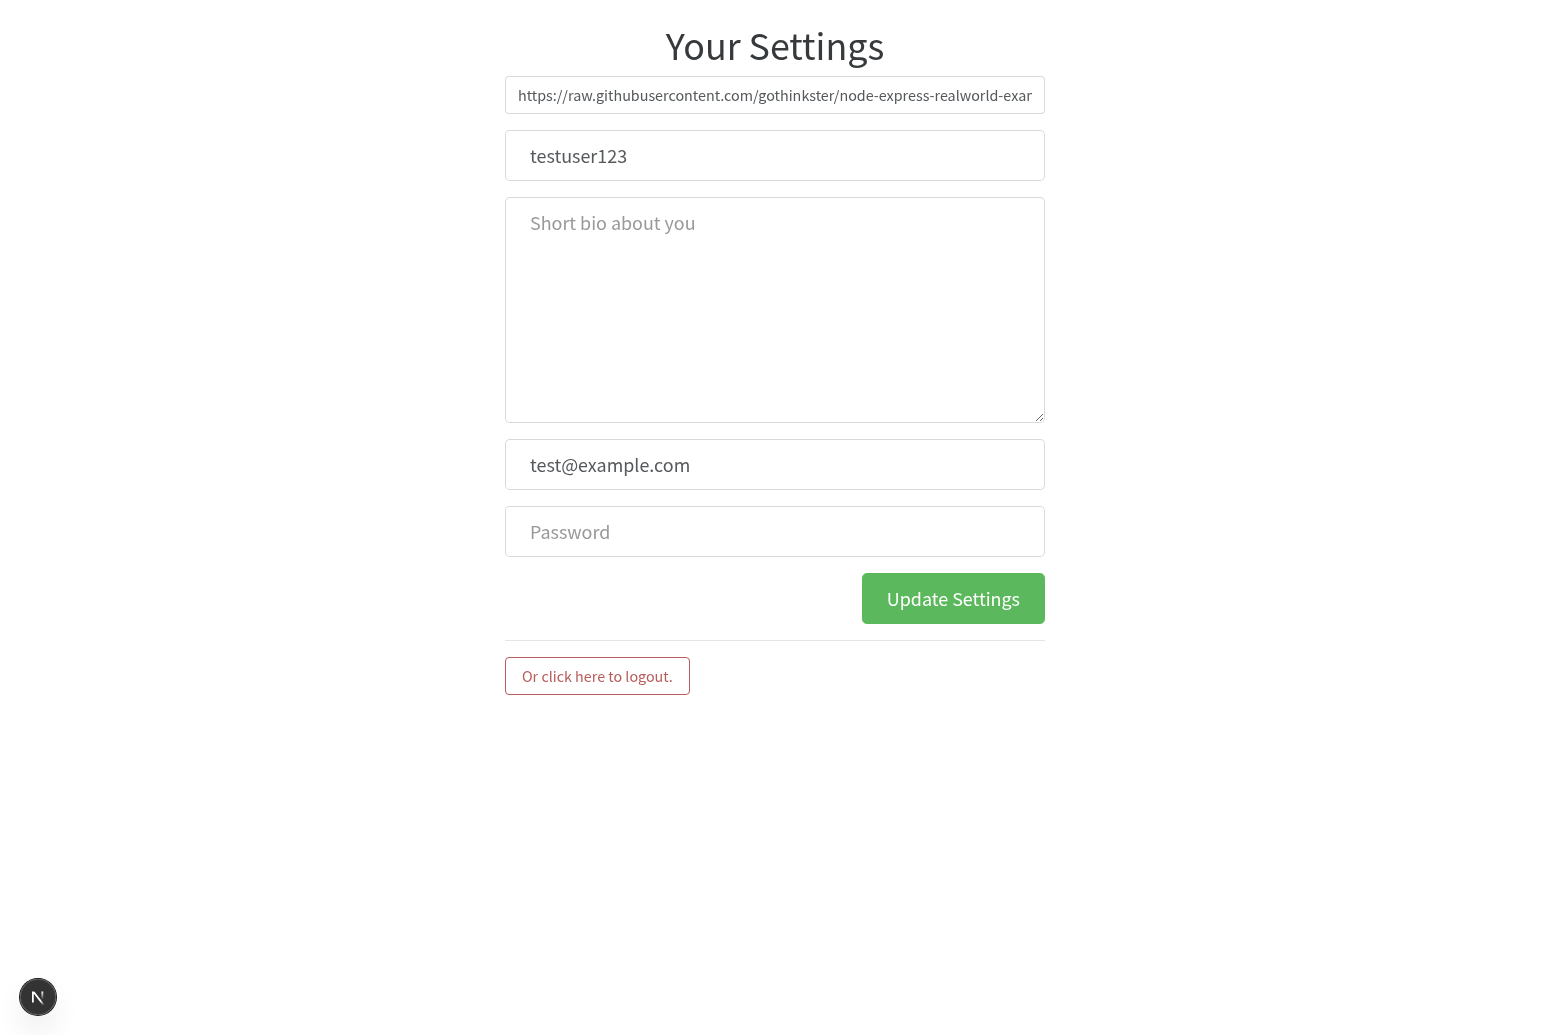 Your Settings
https://raw.githubusercontent.com/gothinkster/node-express-realworld-exar
testuser123
Short bio about you
test@example.com
Password
Update Settings
Or click here to logout.
N